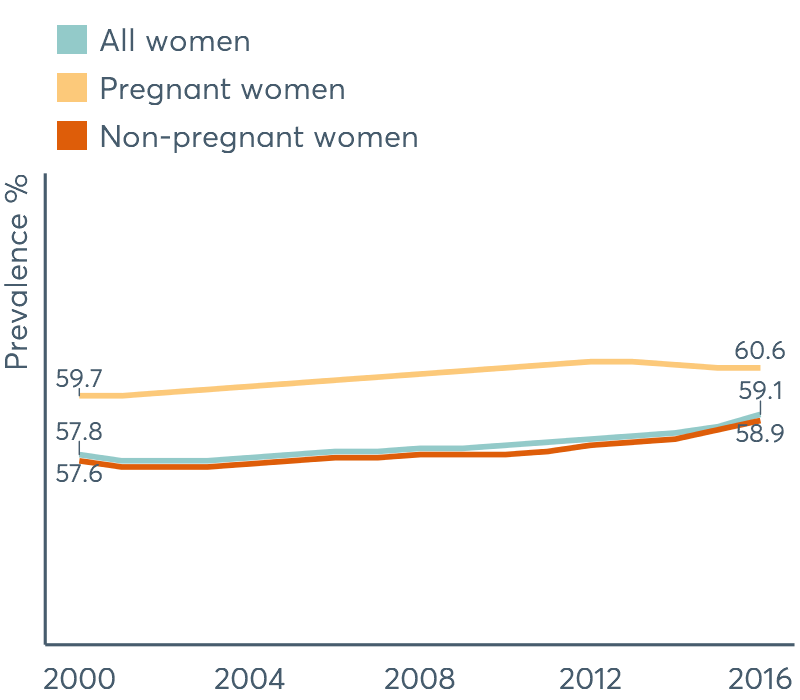 All women
Pregnant women
Non-pregnant women
Prevalence %
59.7
57.8
57.6
60.6
59.1
58.9
2000 2004 2008 2012 2016